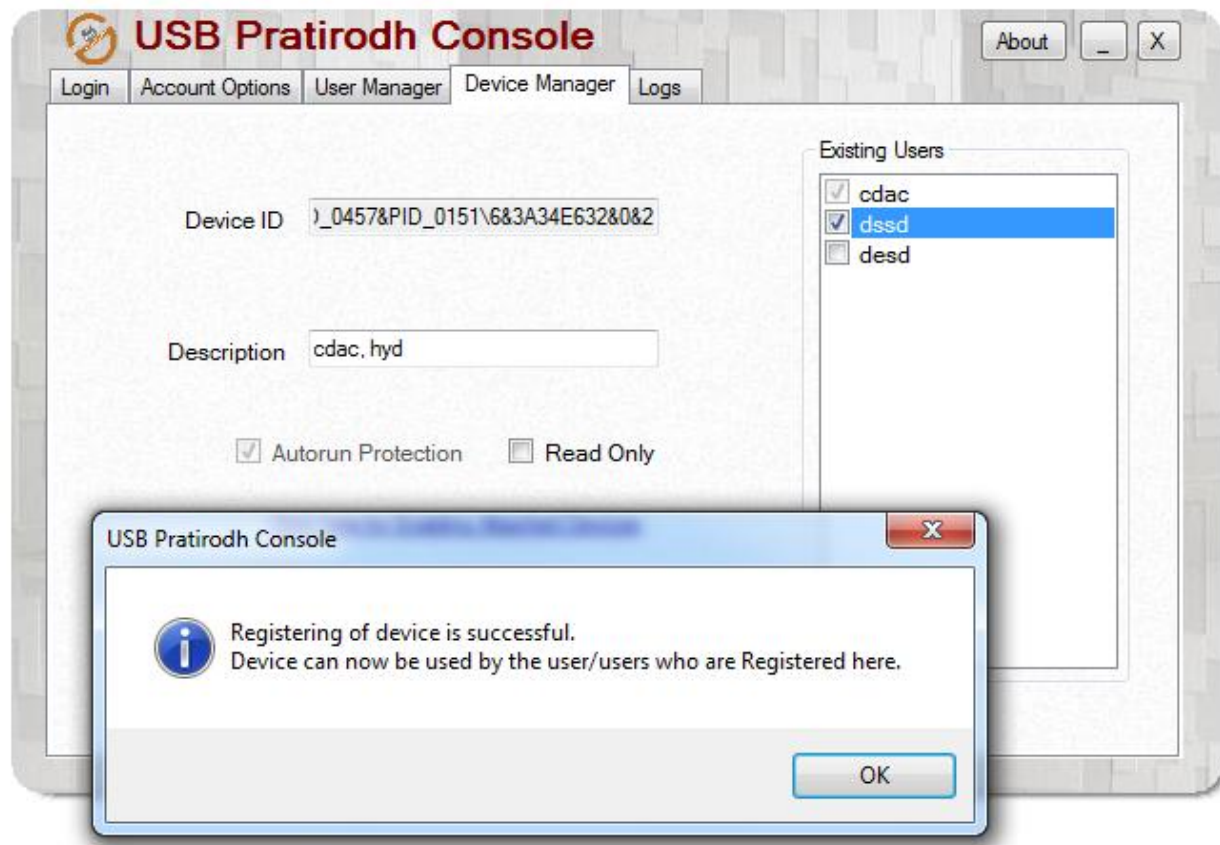 USB Pratirodh Console
About _ X
Login Account Options User Manager Device Manager Logs
Existing Users
cdac
Device ID _0457&PID_0151\6&3A34E632&0&2
dssd
desd
Description cdac, hyd
Autorun Protection Read Only
USB Pratirodh Console
Registering of device is successful.
Device can now be used by the user/users who are Registered here.
OK